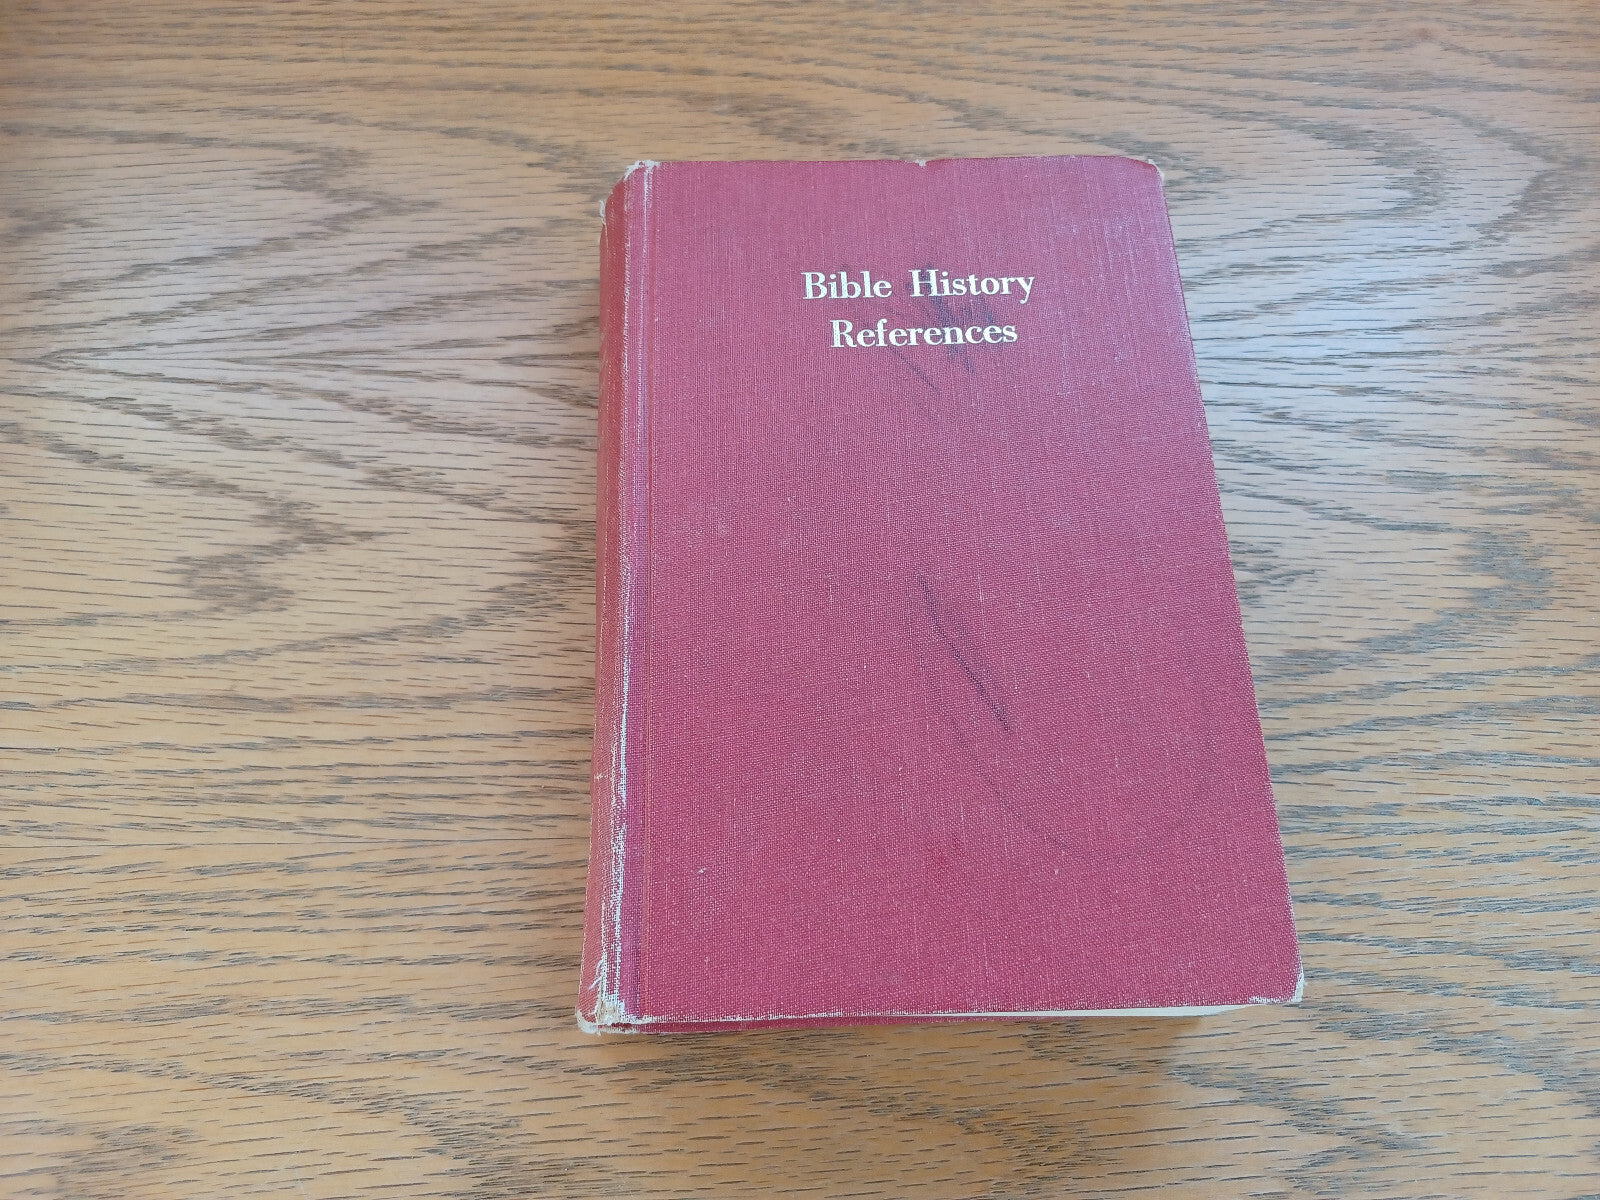 Bible History
References